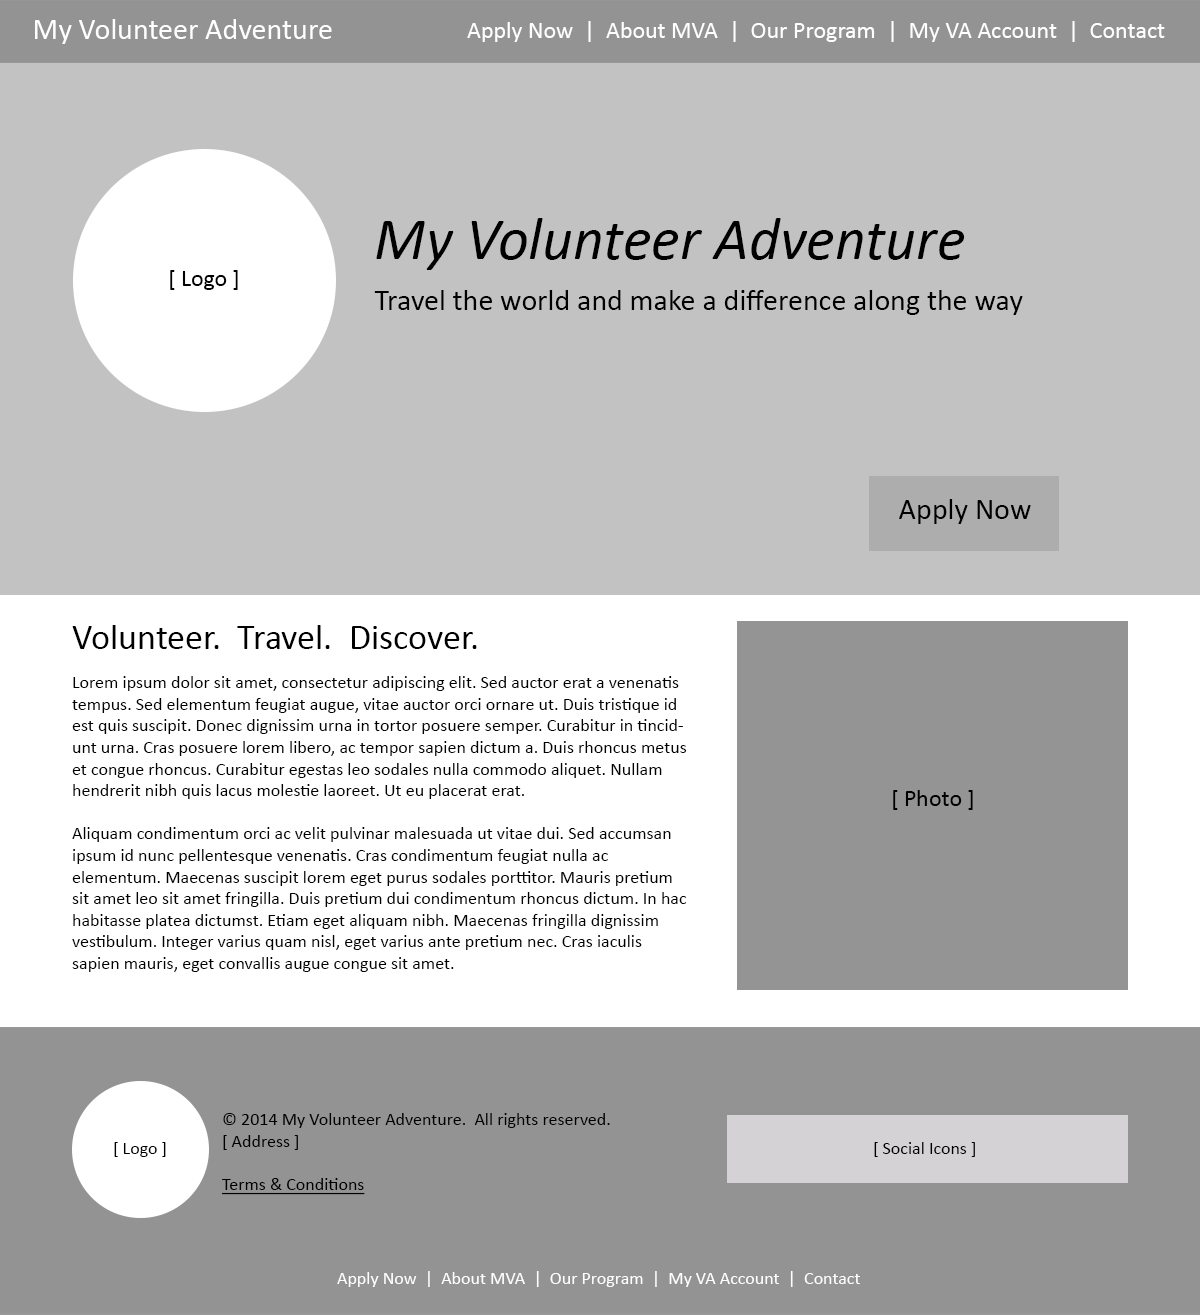 My Volunteer Adventure
Apply Now | About MVA | Our Program | My VA Account | Contact
[ Logo ]
My Volunteer Adventure
Travel the world and make a difference along the way
Apply Now
Volunteer.  Travel.  Discover.
Lorem ipsum dolor sit amet, consectetur adipiscing elit. Sed auctor erat a venenatis
tempus. Sed elementum feugiat augue, vitae auctor orci ornare ut. Duis tristique id
est quis suscipit. Donec dignissim urna in tortor posuere semper. Curabitur in tincid-
unt urna. Cras posuere lorem libero, ac tempor sapien dictum a. Duis rhoncus metus
et congue rhoncus. Curabitur egestas leo sodales nulla commodo aliquet. Nullam
hendrerit nibh quis lacus molestie laoreet. Ut eu placerat erat.
Aliquam condimentum orci ac velit pulvinar malesuada ut vitae dui. Sed accumsan
ipsum id nunc pellentesque venenatis. Cras condimentum feugiat nulla ac
elementum. Maecenas suscipit lorem eget purus sodales porttitor. Mauris pretium
sit amet leo sit amet fringilla. Duis pretium dui condimentum rhoncus dictum. In hac
habitasse platea dictumst. Etiam eget aliquam nibh. Maecenas fringilla dignissim
vestibulum. Integer varius quam nisl, eget varius ante pretium nec. Cras iaculis
sapien mauris, eget convallis augue congue sit amet.
[ Photo ]
[ Logo ]
© 2014 My Volunteer Adventure.  All rights reserved.
[ Address ]
Terms & Conditions
[ Social Icons ]
Apply Now | About MVA | Our Program | My VA Account | Contact